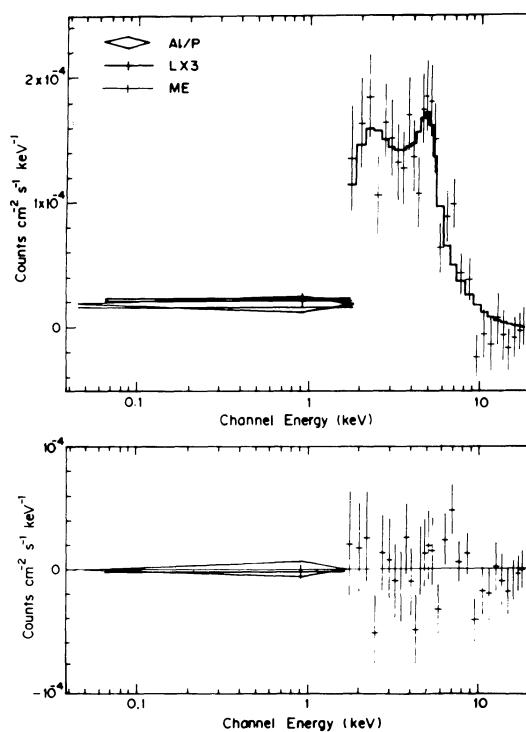 Al/P
LX3
ME
2×10⁻⁴
1×10⁻⁴
0
Counts cm⁻² s⁻¹ keV⁻¹
0.1
1
10
Channel Energy (keV)
10⁻⁴
0
-10⁻⁴
Counts cm⁻² s⁻¹ keV⁻¹
0.1
1
10
Channel Energy (keV)